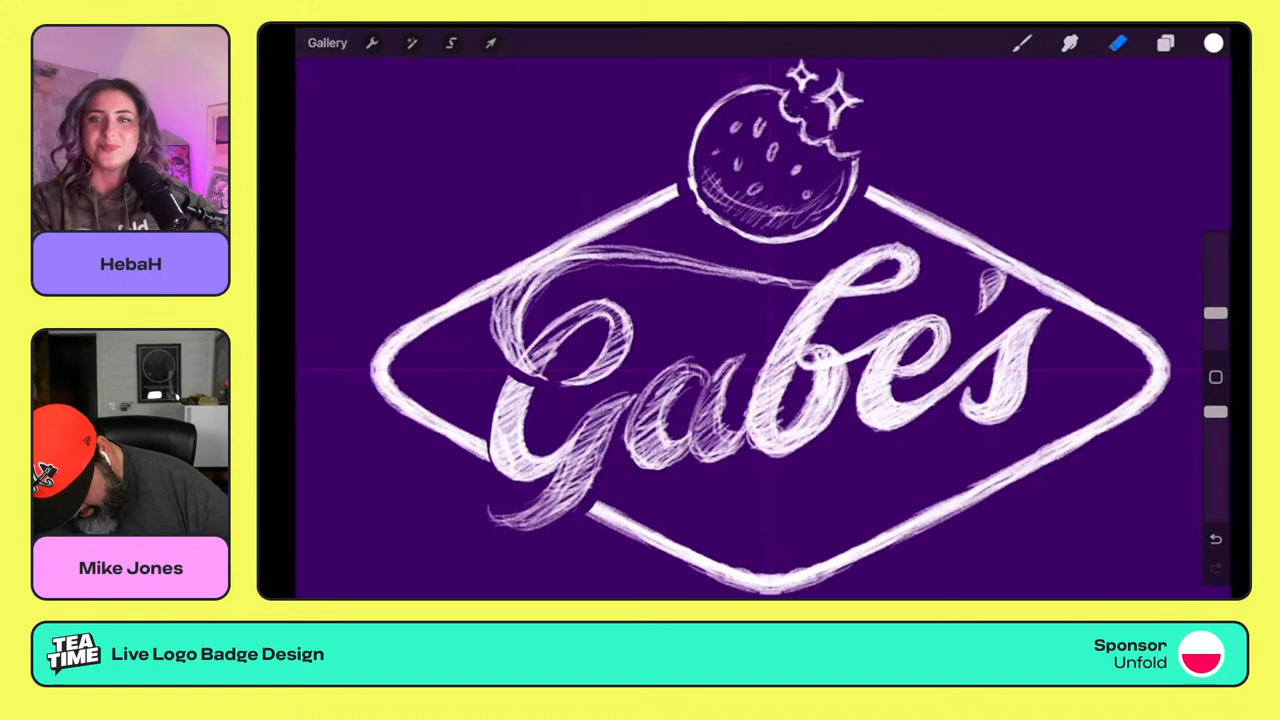 Gallery
Gabe's
HebaH
Mike Jones
TEA
TIME
Live Logo Badge Design
Sponsor
Unfold